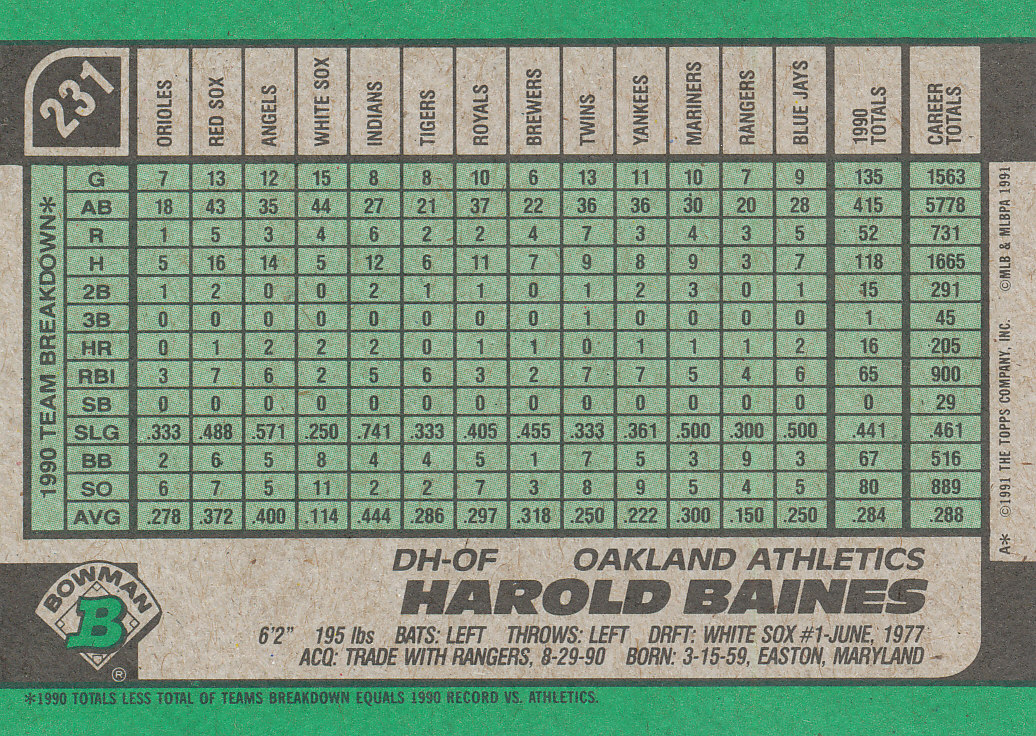 231 ORIOLES RED SOX ANGELS WHITE SOX INDIANS TIGERS ROYALS BREWERS TWINS YANKEES MARINERS RANGERS BLUE JAYS 1990 TOTALS CAREER TOTALS
1990 TEAM BREAKDOWN*
G 7 13 12 15 8 8 10 6 13 11 10 7 9 135 1563
AB 18 43 35 44 27 21 37 22 36 36 30 20 28 415 5778
R 1 5 3 4 6 2 2 4 7 3 4 3 5 52 731
H 5 16 14 5 12 6 11 7 9 8 9 3 7 118 1665
2B 1 2 0 0 2 1 1 0 1 2 3 0 1 15 291
3B 0 0 0 0 0 0 0 0 1 0 0 0 0 1 45
HR 0 1 2 2 2 0 1 1 0 1 1 1 2 16 205
RBI 3 7 6 2 5 6 3 2 7 7 5 4 6 65 900
SB 0 0 0 0 0 0 0 0 0 0 0 0 0 0 29
SLG .333 .488 .571 .250 .741 .333 .405 .455 .333 .361 .500 .300 .500 .441 .461
BB 2 6 5 8 4 4 5 1 7 5 3 9 3 67 516
SO 6 7 5 11 2 2 7 3 8 9 5 4 5 80 889
AVG .278 .372 .400 .114 .444 .286 .297 .318 .250 .222 .300 .150 .250 .284 .288
A* ©1991 THE TOPPS COMPANY, INC. ©MLB & MLBPA 1991
DH-OF OAKLAND ATHLETICS
BOWMAN
B
®
HAROLD BAINES
6'2" 195 lbs BATS: LEFT THROWS: LEFT DRFT: WHITE SOX #1-JUNE, 1977
ACQ: TRADE WITH RANGERS, 8-29-90 BORN: 3-15-59, EASTON, MARYLAND
*1990 TOTALS LESS TOTAL OF TEAMS BREAKDOWN EQUALS 1990 RECORD VS. ATHLETICS.